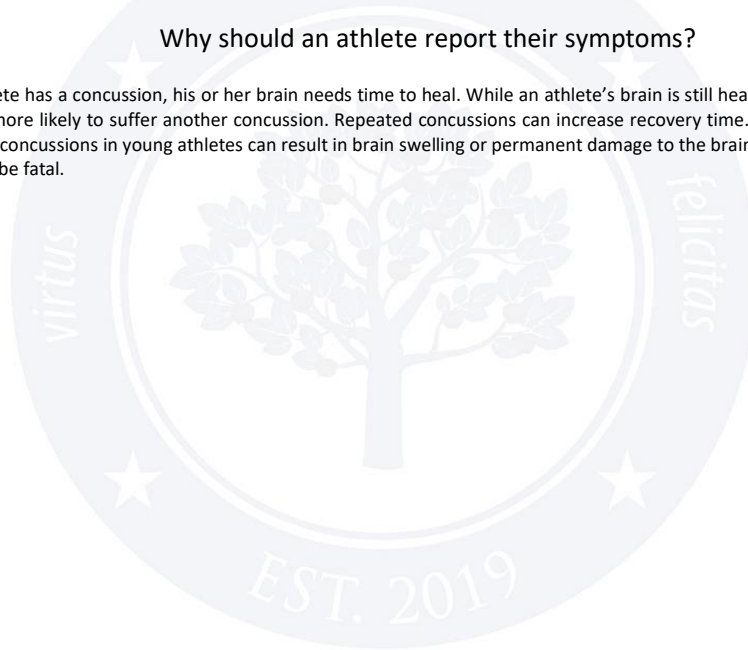 Why should an athlete report their symptoms?
ete has a concussion, his or her brain needs time to heal. While an athlete’s brain is still hea
more likely to suffer another concussion. Repeated concussions can increase recovery time.
concussions in young athletes can result in brain swelling or permanent damage to the brain
be fatal.
virtus
felicitas
EST. 2019